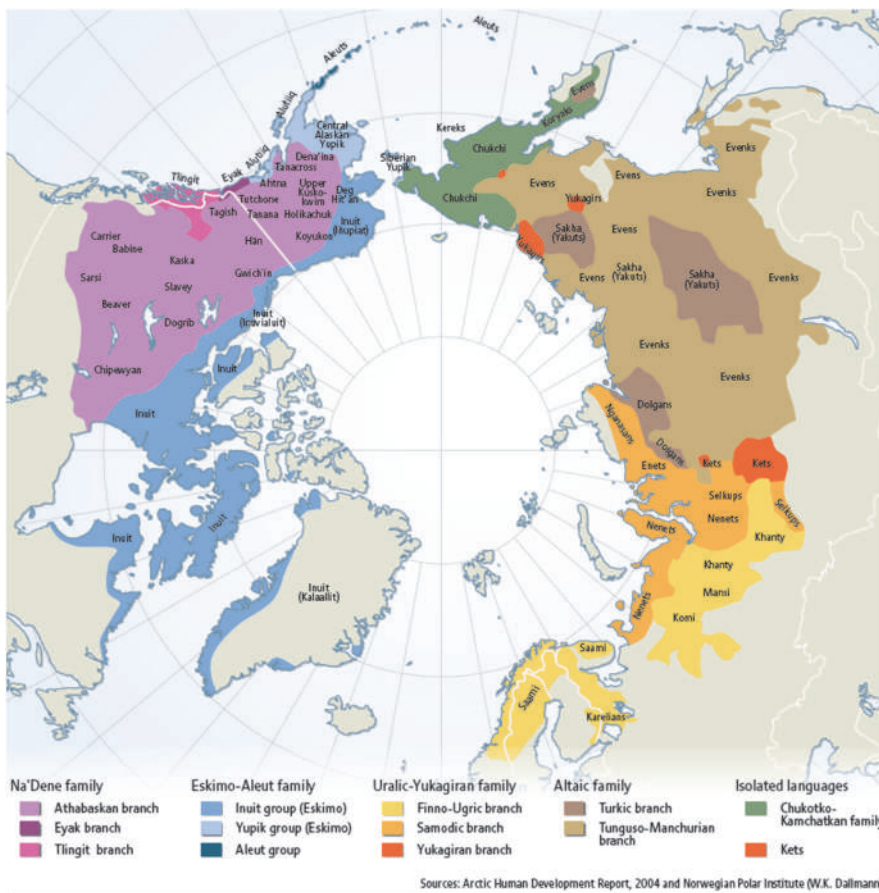 Aleuts
Aleuts
Alutiiq
Central
Alaskan
Yupik
Siberian
Yupik
Kereks
Koryaks
Evens
Chukchi
Chukchi
Tlingit
Eyak
Alutiiq
Dena'ina
Tanacross
Ahtna
Upper
Kusko-
kwim
Deg
Hit'an
Tutchone
Tagish
Tanana
Holikachuk
Inuit
(Iñupiat)
Koyukon
Hän
Gwich'in
Carrier
Babine
Kaska
Sarsi
Slavey
Beaver
Dogrib
Chipewyan
Inuit
(Inuvialuit)
Inuit
Inuit
Inuit
Inuit
Inuit
(Kalaallit)
Evens
Yukagirs
Evens
Evenks
Evenks
Yukagirs
Sakha
(Yakuts)
Evens
Evens
Sakha
(Yakuts)
Sakha
(Yakuts)
Evenks
Evenks
Evenks
Dolgans
Dolgans
Nganasans
Enets
Kets
Kets
Selkups
Selkups
Nenets
Nenets
Nenets
Khanty
Khanty
Mansi
Komi
Saami
Saami
Karelians
Na'Dene family
Athabaskan branch
Eyak branch
Tlingit branch
Eskimo-Aleut family
Inuit group (Eskimo)
Yupik group (Eskimo)
Aleut group
Uralic-Yukagiran family
Finno-Ugric branch
Samodic branch
Yukagiran branch
Altaic family
Turkic branch
Tunguso-Manchurian
branch
Isolated languages
Chukotko-
Kamchatkan family
Kets
Sources: Arctic Human Development Report, 2004 and Norwegian Polar Institute (W.K. Dallmann